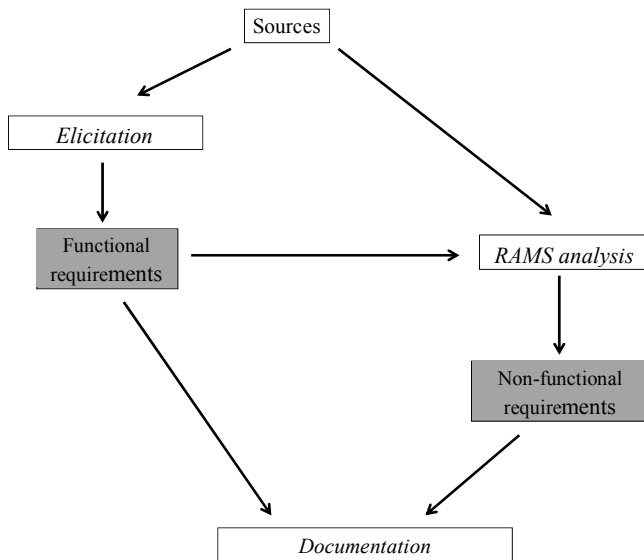 Sources
Elicitation
Functional
requirements
RAMS analysis
Non-functional
requirements
Documentation